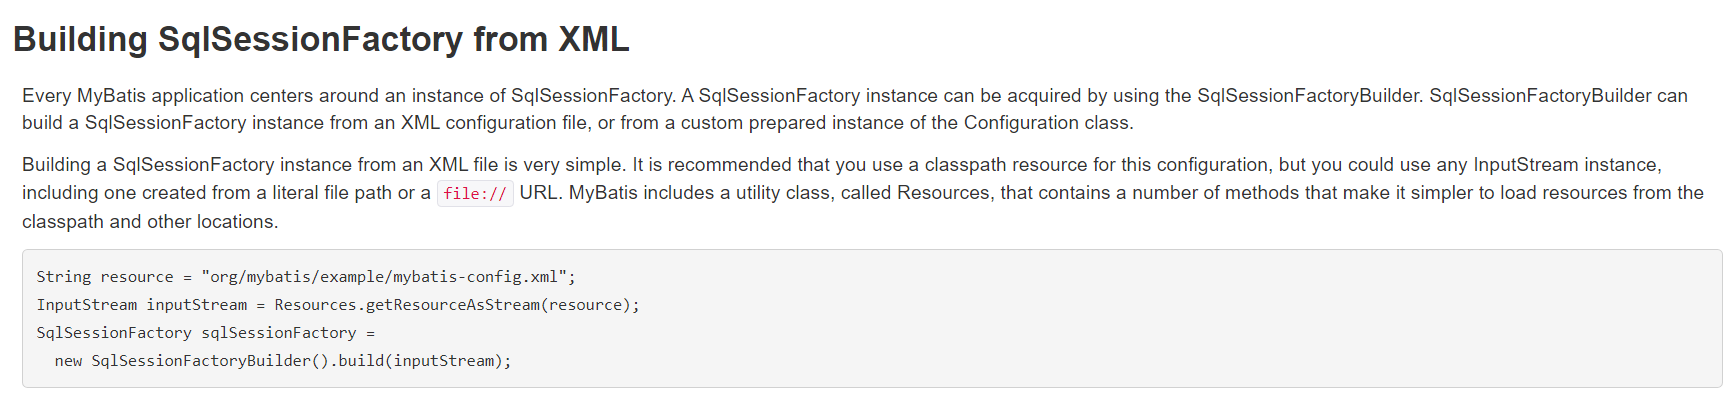 Building SqlSessionFactory from XML
Every MyBatis application centers around an instance of SqlSessionFactory. A SqlSessionFactory instance can be acquired by using the SqlSessionFactoryBuilder. SqlSessionFactoryBuilder can
build a SqlSessionFactory instance from an XML configuration file, or from a custom prepared instance of the Configuration class.
Building a SqlSessionFactory instance from an XML file is very simple. It is recommended that you use a classpath resource for this configuration, but you could use any InputStream instance,
including one created from a literal file path or a file:// URL. MyBatis includes a utility class, called Resources, that contains a number of methods that make it simpler to load resources from the
classpath and other locations.
String resource = "org/mybatis/example/mybatis-config.xml";
InputStream inputStream = Resources.getResourceAsStream(resource);
SqlSessionFactory sqlSessionFactory =
  new SqlSessionFactoryBuilder().build(inputStream);